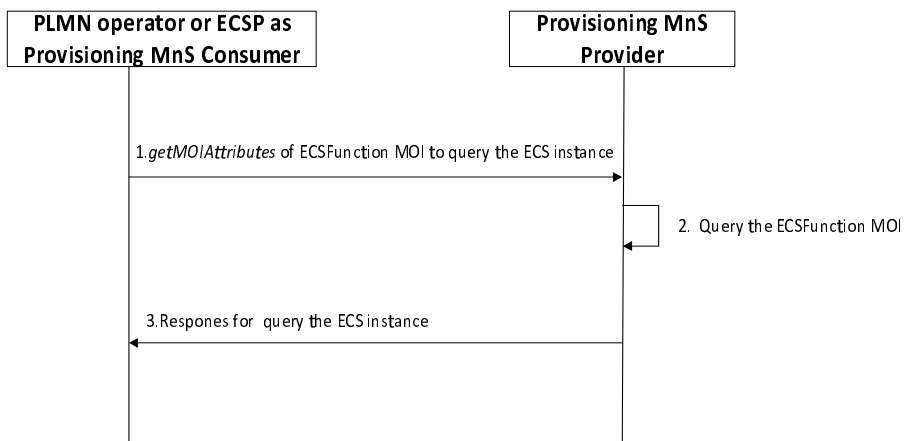 PLMN operator or ECSP as
Provisioning MnS Consumer
Provisioning MnS
Provider
1.getMOIAttributes of ECSFunction MOI to query the ECS instance
2. Query the ECSFunction MOI
3.Respones for query the ECS instance